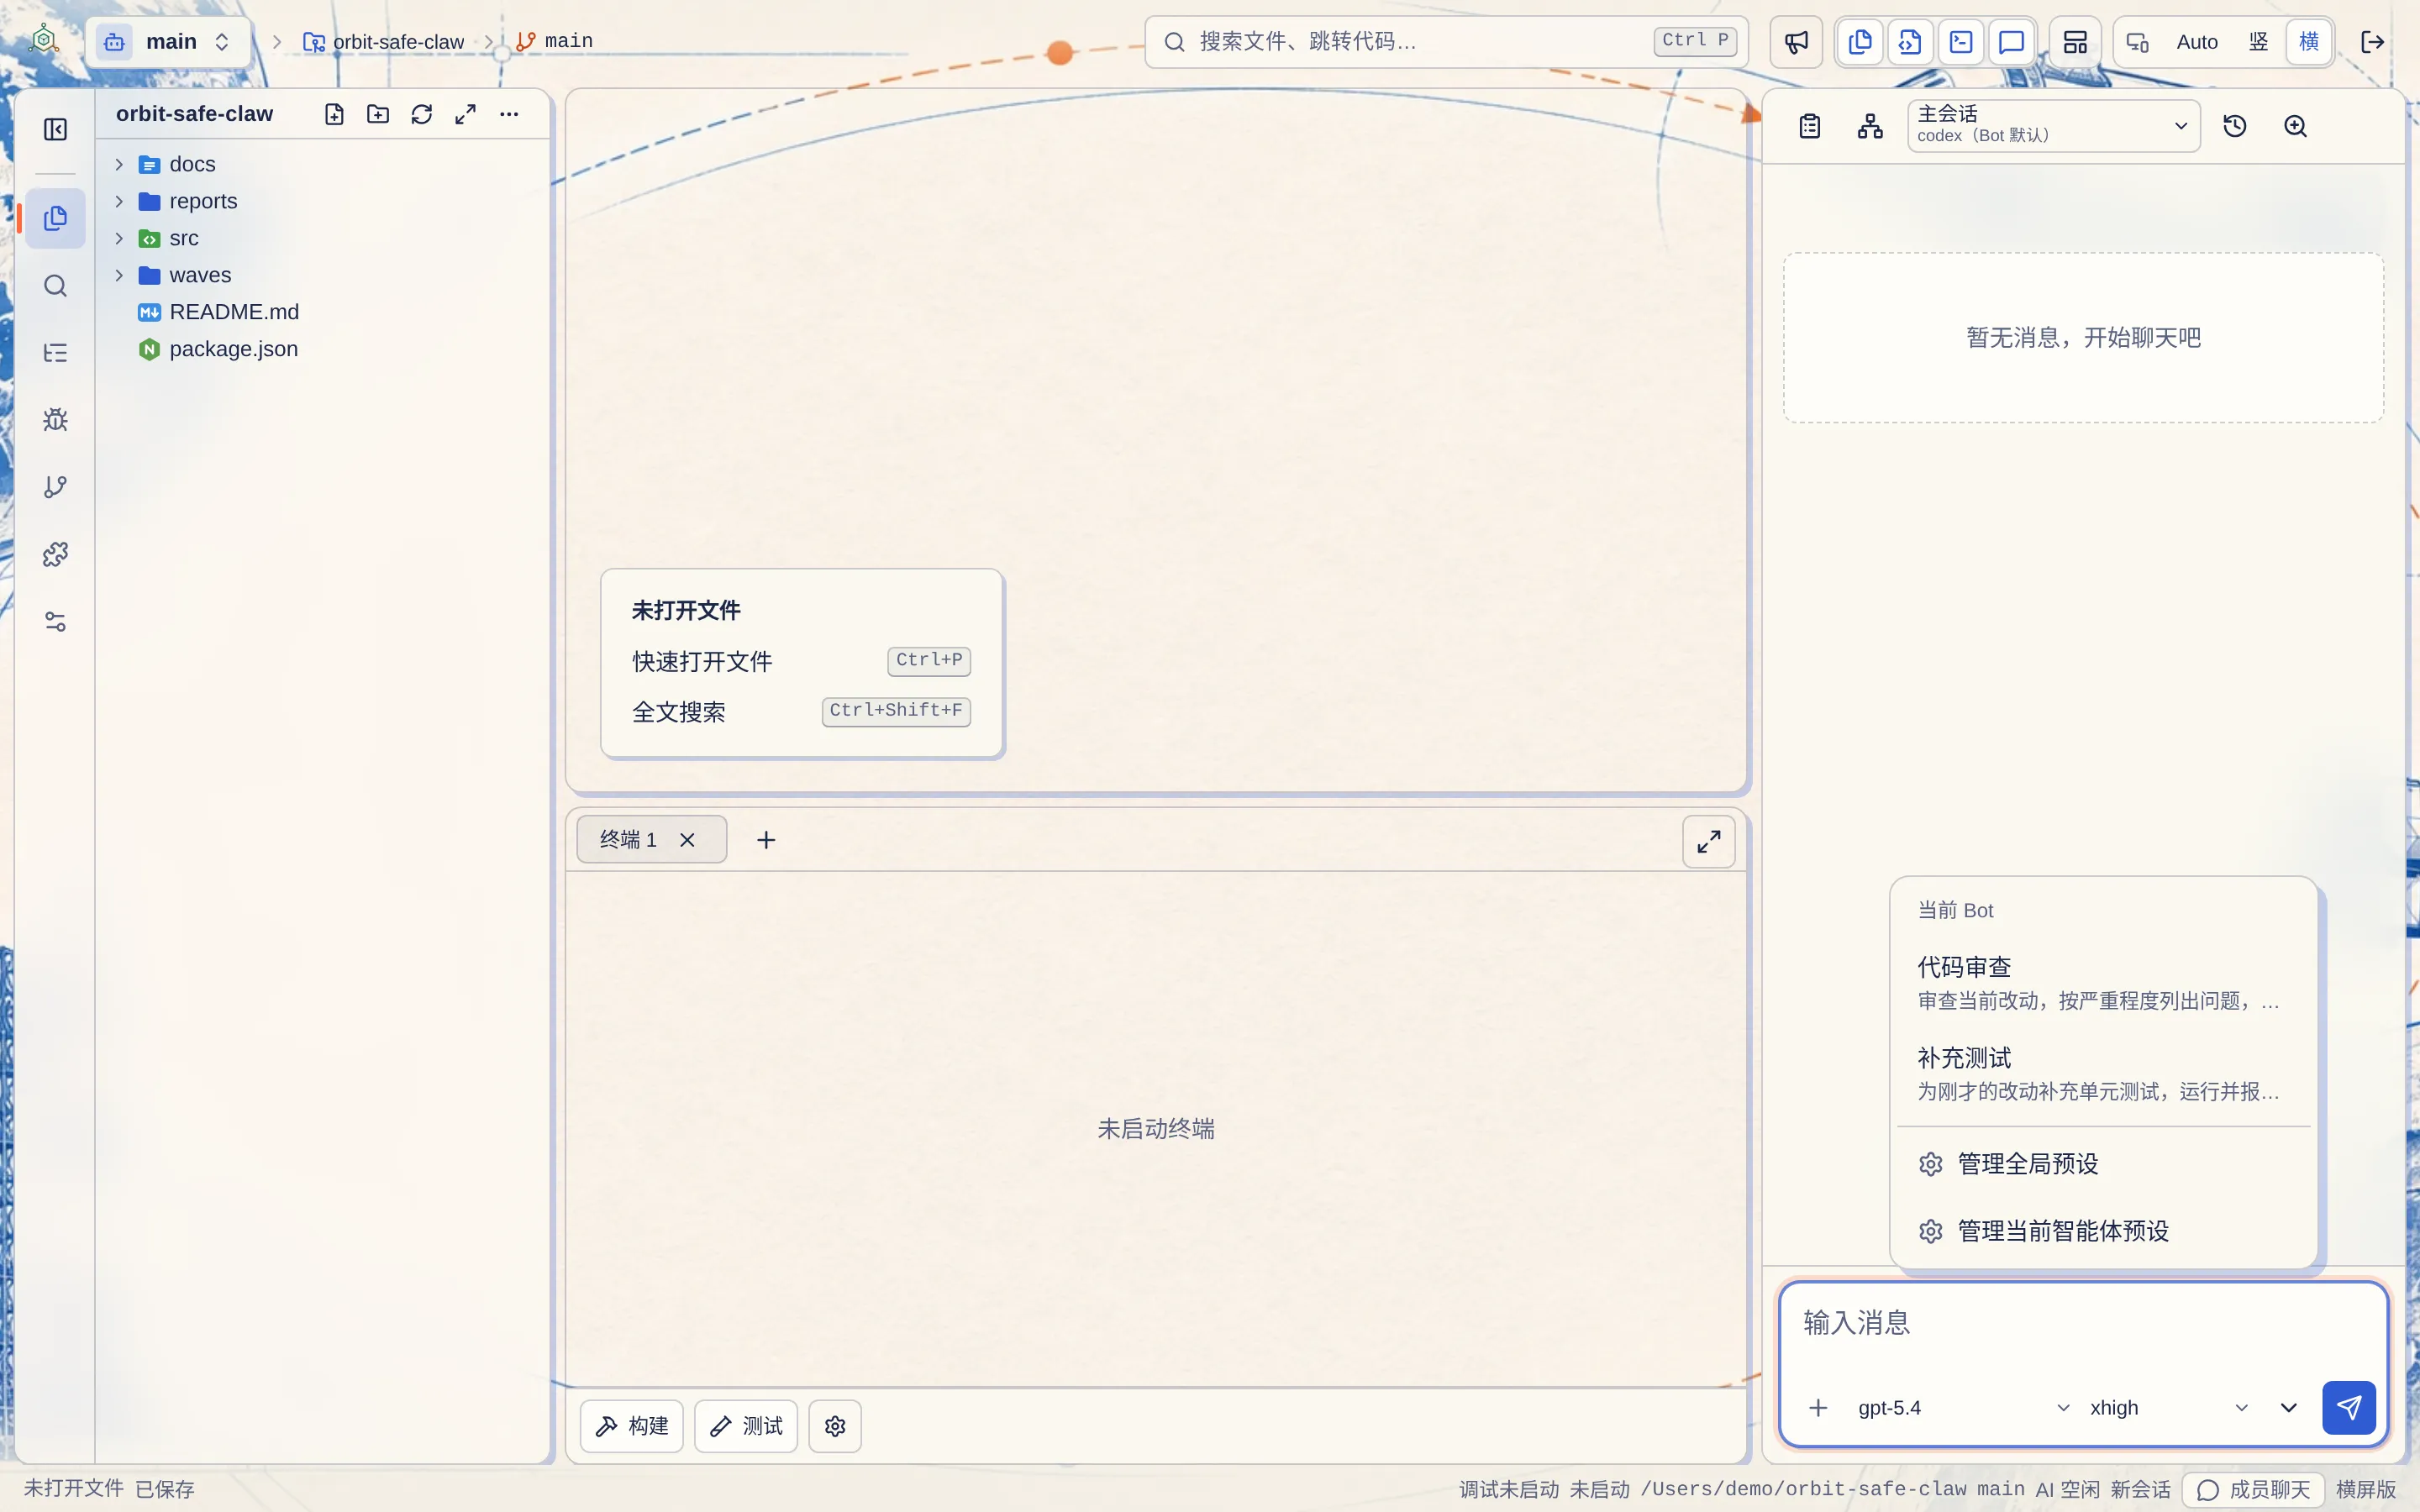 main
orbit-safe-claw
main
搜索文件、跳转代码…
Ctrl P
Auto
竖
横
orbit-safe-claw
docs
reports
src
waves
README.md
package.json
未打开文件
快速打开文件 Ctrl+P
全文搜索 Ctrl+Shift+F
终端 1
未启动终端
构建
测试
主会话
codex（Bot 默认）
暂无消息，开始聊天吧
当前 Bot
代码审查
审查当前改动，按严重程度列出问题，…
补充测试
为刚才的改动补充单元测试，运行并报…
管理全局预设
管理当前智能体预设
输入消息
gpt-5.4
xhigh
未打开文件 已保存
调试未启动 未启动 /Users/demo/orbit-safe-claw main AI 空闲 新会话 成员聊天 横屏版